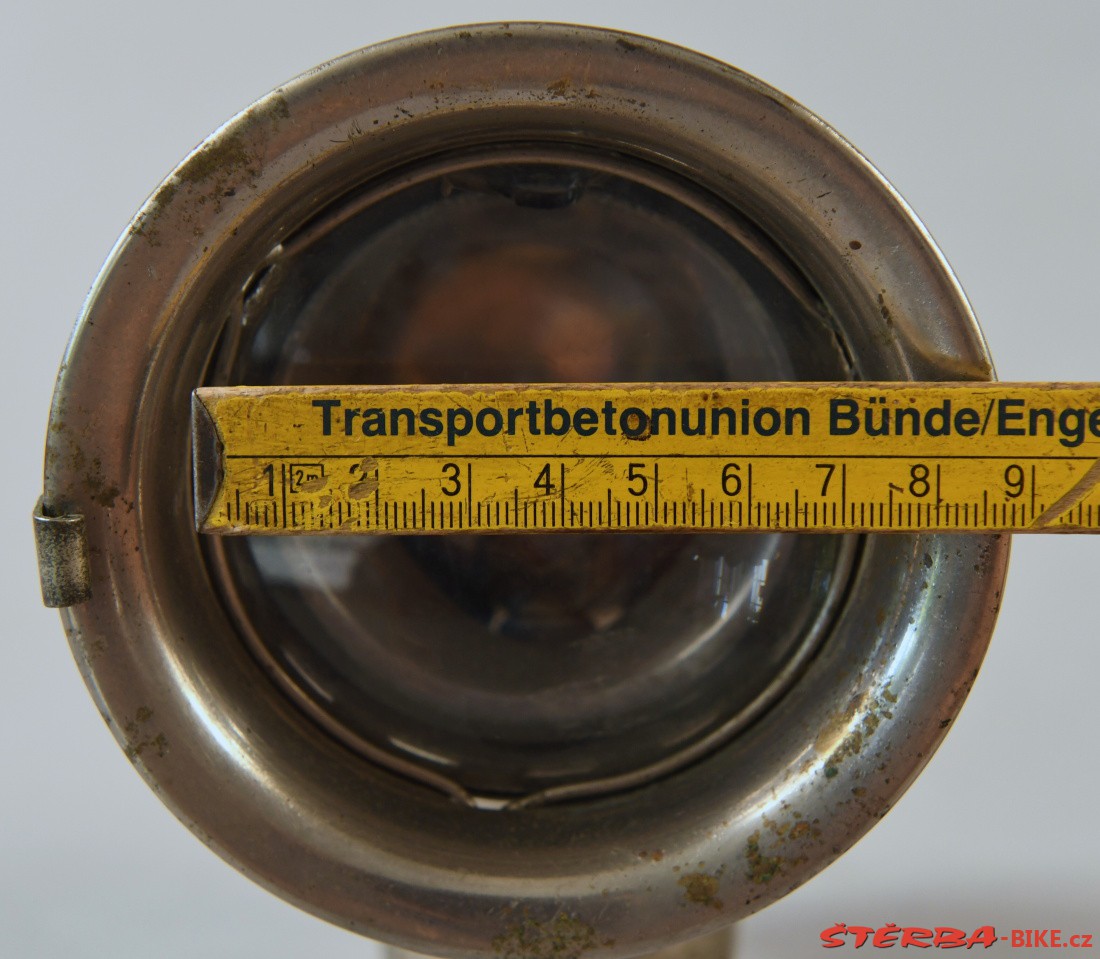 Transportbetonunion Bünde/Enge
1 2m 2 3 4 5 6 7 8 9
ŠTĚRBA-BIKE.cz